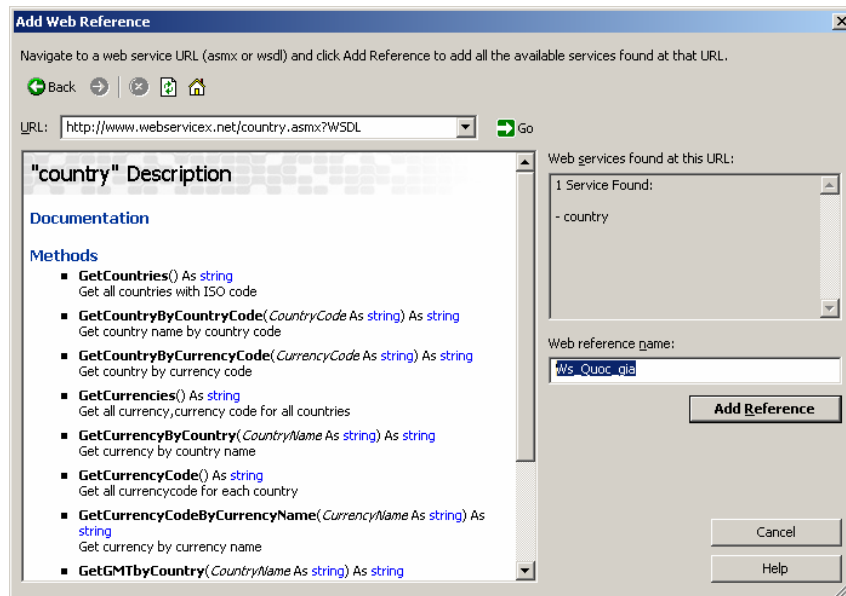 Add Web Reference
Navigate to a web service URL (asmx or wsdl) and click Add Reference to add all the available services found at that URL.
Back
URL: http://www.webservicex.net/country.asmx?WSDL Go
"country" Description
Documentation
Methods
GetCountries() As string
Get all countries with ISO code
GetCountryByCountryCode(CountryCode As string) As string
Get country name by country code
GetCountryByCurrencyCode(CurrencyCode As string) As string
Get country by currency code
GetCurrencies() As string
Get all currency,currency code for all countries
GetCurrencyByCountry(CountryName As string) As string
Get currency by country name
GetCurrencyCode() As string
Get all currencycode for each country
GetCurrencyCodeByCurrencyName(CurrencyName As string) As
string
Get currency by currency name
GetGMTbyCountry(CountryName As string) As string
Web services found at this URL:
1 Service Found:
- country
Web reference name:
Ws_Quoc_gia
Add Reference
Cancel
Help